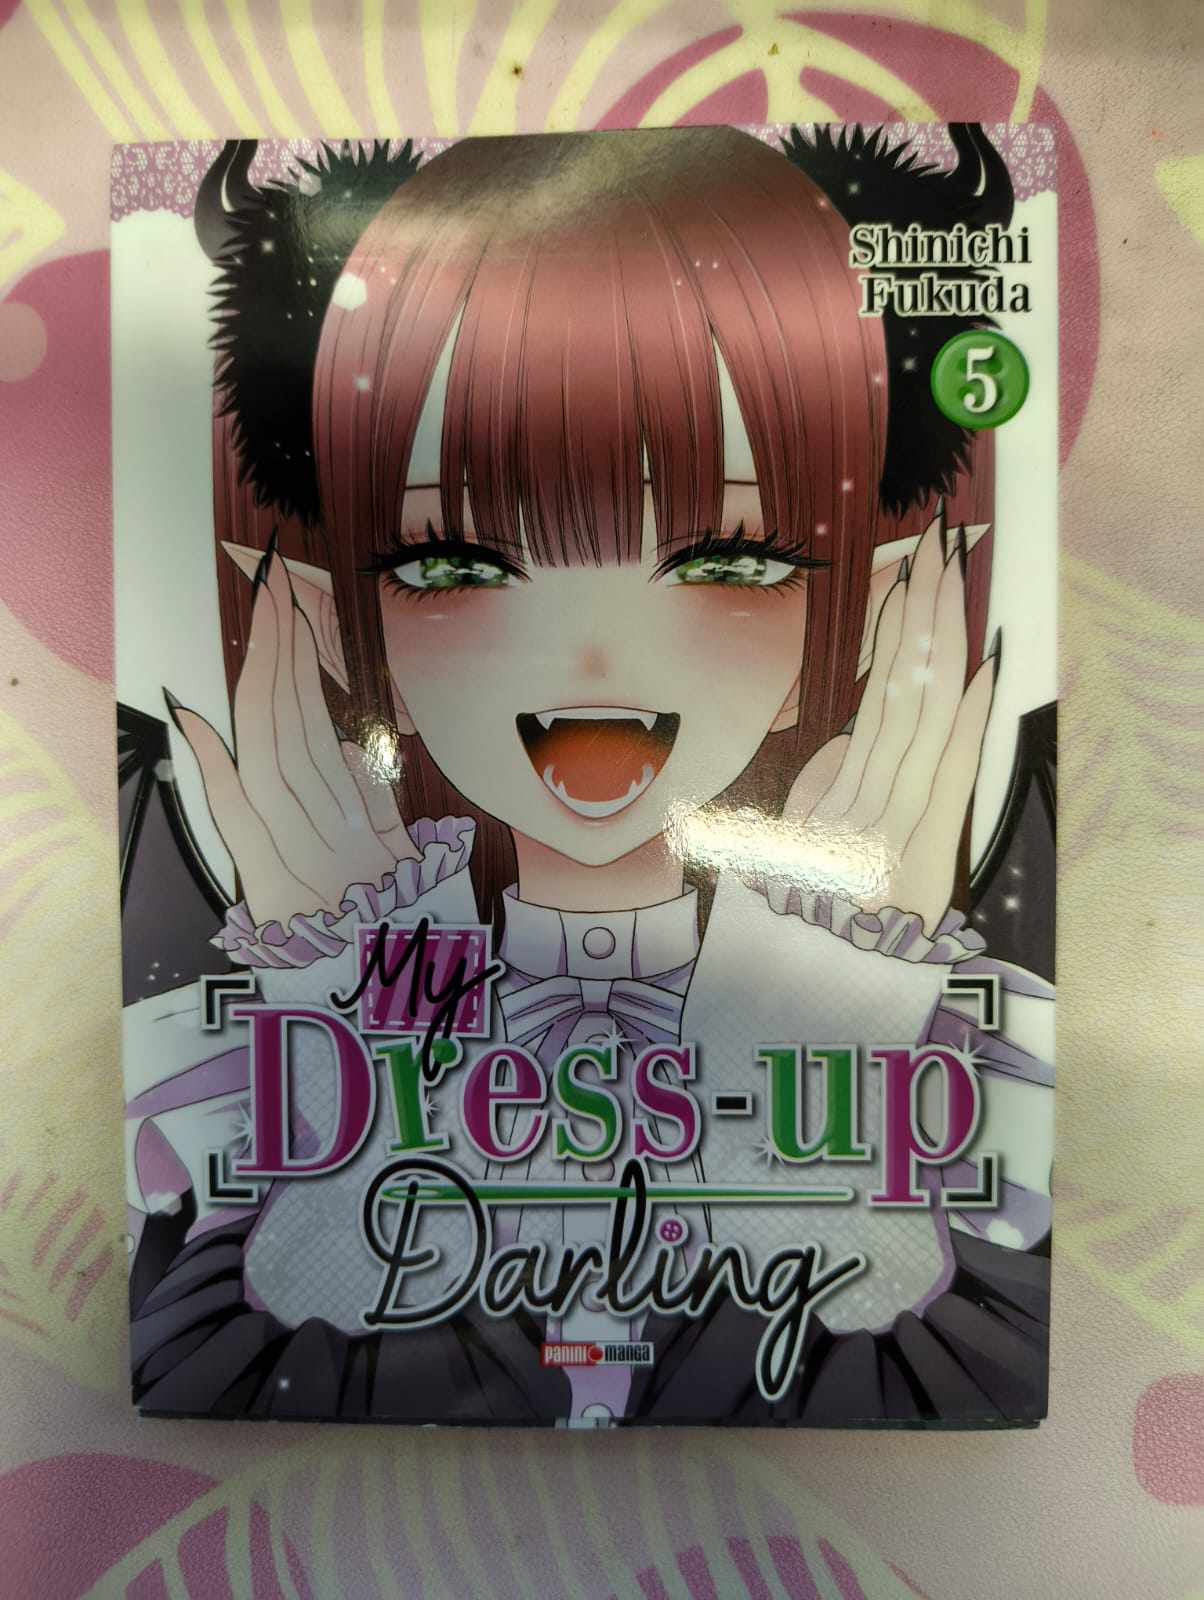 Shinichi
Fukuda
5
My
Dress-up
Darling
PANINI MANGA